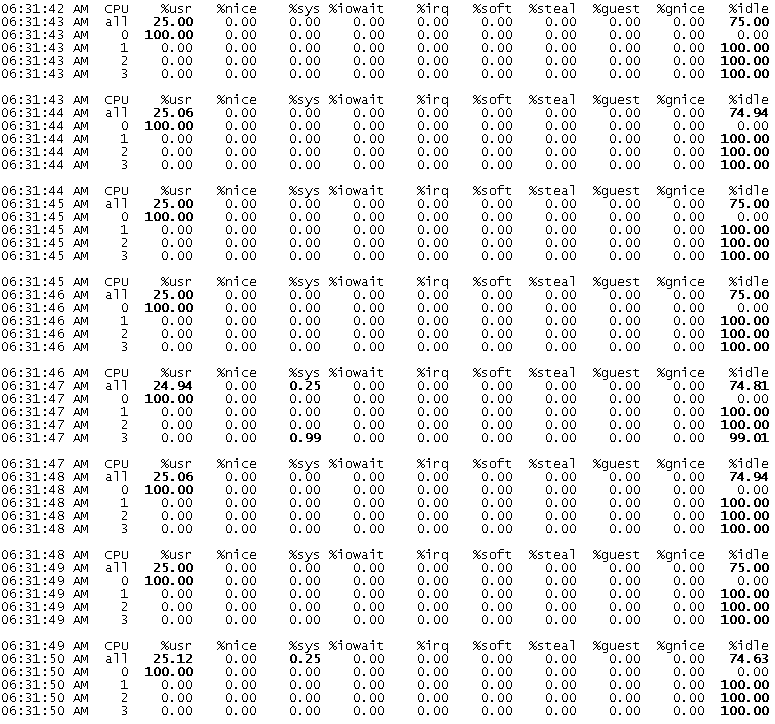 06:31:42 AM CPU %usr %nice %sys %iowait %irq %soft %steal %guest %gnice %idle
06:31:43 AM all 25.00 0.00 0.00 0.00 0.00 0.00 0.00 0.00 0.00 75.00
06:31:43 AM 0 100.00 0.00 0.00 0.00 0.00 0.00 0.00 0.00 0.00 0.00
06:31:43 AM 1 0.00 0.00 0.00 0.00 0.00 0.00 0.00 0.00 0.00 100.00
06:31:43 AM 2 0.00 0.00 0.00 0.00 0.00 0.00 0.00 0.00 0.00 100.00
06:31:43 AM 3 0.00 0.00 0.00 0.00 0.00 0.00 0.00 0.00 0.00 100.00
06:31:43 AM CPU %usr %nice %sys %iowait %irq %soft %steal %guest %gnice %idle
06:31:44 AM all 25.06 0.00 0.00 0.00 0.00 0.00 0.00 0.00 0.00 74.94
06:31:44 AM 0 100.00 0.00 0.00 0.00 0.00 0.00 0.00 0.00 0.00 0.00
06:31:44 AM 1 0.00 0.00 0.00 0.00 0.00 0.00 0.00 0.00 0.00 100.00
06:31:44 AM 2 0.00 0.00 0.00 0.00 0.00 0.00 0.00 0.00 0.00 100.00
06:31:44 AM 3 0.00 0.00 0.00 0.00 0.00 0.00 0.00 0.00 0.00 100.00
06:31:44 AM CPU %usr %nice %sys %iowait %irq %soft %steal %guest %gnice %idle
06:31:45 AM all 25.00 0.00 0.00 0.00 0.00 0.00 0.00 0.00 0.00 75.00
06:31:45 AM 0 100.00 0.00 0.00 0.00 0.00 0.00 0.00 0.00 0.00 0.00
06:31:45 AM 1 0.00 0.00 0.00 0.00 0.00 0.00 0.00 0.00 0.00 100.00
06:31:45 AM 2 0.00 0.00 0.00 0.00 0.00 0.00 0.00 0.00 0.00 100.00
06:31:45 AM 3 0.00 0.00 0.00 0.00 0.00 0.00 0.00 0.00 0.00 100.00
06:31:45 AM CPU %usr %nice %sys %iowait %irq %soft %steal %guest %gnice %idle
06:31:46 AM all 25.00 0.00 0.00 0.00 0.00 0.00 0.00 0.00 0.00 75.00
06:31:46 AM 0 100.00 0.00 0.00 0.00 0.00 0.00 0.00 0.00 0.00 0.00
06:31:46 AM 1 0.00 0.00 0.00 0.00 0.00 0.00 0.00 0.00 0.00 100.00
06:31:46 AM 2 0.00 0.00 0.00 0.00 0.00 0.00 0.00 0.00 0.00 100.00
06:31:46 AM 3 0.00 0.00 0.00 0.00 0.00 0.00 0.00 0.00 0.00 100.00
06:31:46 AM CPU %usr %nice %sys %iowait %irq %soft %steal %guest %gnice %idle
06:31:47 AM all 24.94 0.00 0.25 0.00 0.00 0.00 0.00 0.00 0.00 74.81
06:31:47 AM 0 100.00 0.00 0.00 0.00 0.00 0.00 0.00 0.00 0.00 0.00
06:31:47 AM 1 0.00 0.00 0.00 0.00 0.00 0.00 0.00 0.00 0.00 100.00
06:31:47 AM 2 0.00 0.00 0.00 0.00 0.00 0.00 0.00 0.00 0.00 100.00
06:31:47 AM 3 0.00 0.00 0.99 0.00 0.00 0.00 0.00 0.00 0.00 99.01
06:31:47 AM CPU %usr %nice %sys %iowait %irq %soft %steal %guest %gnice %idle
06:31:48 AM all 25.06 0.00 0.00 0.00 0.00 0.00 0.00 0.00 0.00 74.94
06:31:48 AM 0 100.00 0.00 0.00 0.00 0.00 0.00 0.00 0.00 0.00 0.00
06:31:48 AM 1 0.00 0.00 0.00 0.00 0.00 0.00 0.00 0.00 0.00 100.00
06:31:48 AM 2 0.00 0.00 0.00 0.00 0.00 0.00 0.00 0.00 0.00 100.00
06:31:48 AM 3 0.00 0.00 0.00 0.00 0.00 0.00 0.00 0.00 0.00 100.00
06:31:48 AM CPU %usr %nice %sys %iowait %irq %soft %steal %guest %gnice %idle
06:31:49 AM all 25.00 0.00 0.00 0.00 0.00 0.00 0.00 0.00 0.00 75.00
06:31:49 AM 0 100.00 0.00 0.00 0.00 0.00 0.00 0.00 0.00 0.00 0.00
06:31:49 AM 1 0.00 0.00 0.00 0.00 0.00 0.00 0.00 0.00 0.00 100.00
06:31:49 AM 2 0.00 0.00 0.00 0.00 0.00 0.00 0.00 0.00 0.00 100.00
06:31:49 AM 3 0.00 0.00 0.00 0.00 0.00 0.00 0.00 0.00 0.00 100.00
06:31:49 AM CPU %usr %nice %sys %iowait %irq %soft %steal %guest %gnice %idle
06:31:50 AM all 25.12 0.00 0.25 0.00 0.00 0.00 0.00 0.00 0.00 74.63
06:31:50 AM 0 100.00 0.00 0.00 0.00 0.00 0.00 0.00 0.00 0.00 0.00
06:31:50 AM 1 0.00 0.00 0.00 0.00 0.00 0.00 0.00 0.00 0.00 100.00
06:31:50 AM 2 0.00 0.00 0.00 0.00 0.00 0.00 0.00 0.00 0.00 100.00
06:31:50 AM 3 0.00 0.00 0.00 0.00 0.00 0.00 0.00 0.00 0.00 100.00